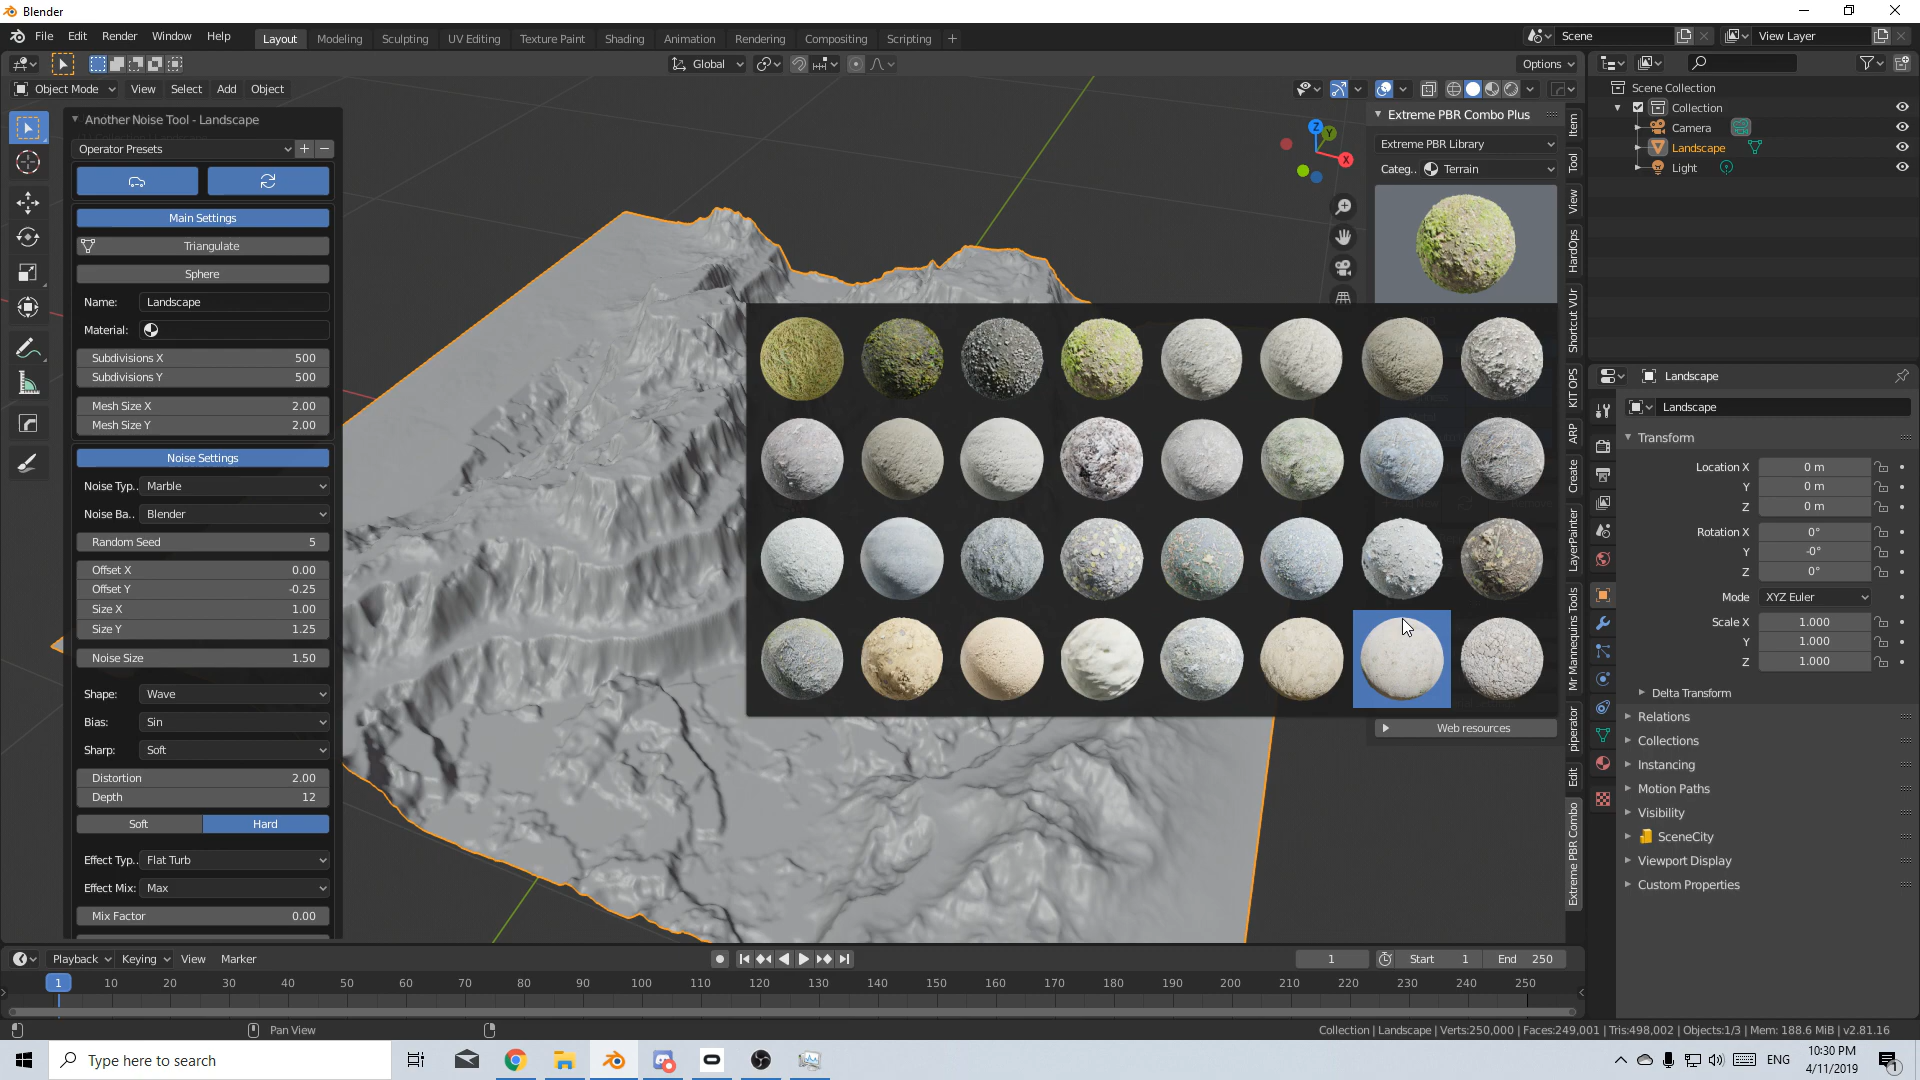 Blender
File Edit Render Window Help
Layout Modeling Sculpting UV Editing Texture Paint Shading Animation Rendering Compositing Scripting +
Scene View Layer
Global Options
Object Mode View Select Add Object
Another Noise Tool - Landscape
Operator Presets
Main Settings
Triangulate
Sphere
Name: Landscape
Material:
Subdivisions X 500
Subdivisions Y 500
Mesh Size X 2.00
Mesh Size Y 2.00
Noise Settings
Noise Typ.. Marble
Noise Ba.. Blender
Random Seed 5
Offset X 0.00
Offset Y -0.25
Size X 1.00
Size Y 1.25
Noise Size 1.50
Shape: Wave
Bias: Sin
Sharp: Soft
Distortion 2.00
Depth 12
Soft Hard
Effect Typ.. Flat Turb
Effect Mix: Max
Mix Factor 0.00
Z Y X
Extreme PBR Combo Plus
Extreme PBR Library
Categ.. Terrain
Web resources
Item
Tool
View
HardOps
Shortcut VUr
KIT OPS
ARP
Create
LayerPainter
Mr Mannequins Tools
piperator
Edit
Extreme PBR Combo
Scene Collection
Collection
Camera
Landscape
Light
Landscape
Landscape
Transform
Location X 0 m
Y 0 m
Z 0 m
Rotation X 0°
Y -0°
Z 0°
Mode XYZ Euler
Scale X 1.000
Y 1.000
Z 1.000
Delta Transform
Relations
Collections
Instancing
Motion Paths
Visibility
SceneCity
Viewport Display
Custom Properties
Playback Keying View Marker
1 Start 1 End 250
1 10 20 30 40 50 60 70 80 90 100 110 120 130 140 150 160 170 180 190 200 210 220 230 240 250
Pan View
Collection | Landscape | Verts:250,000 | Faces:249,001 | Tris:498,002 | Objects:1/3 | Mem: 188.6 MiB | v2.81.16
Type here to search
ENG
10:30 PM
4/11/2019
1